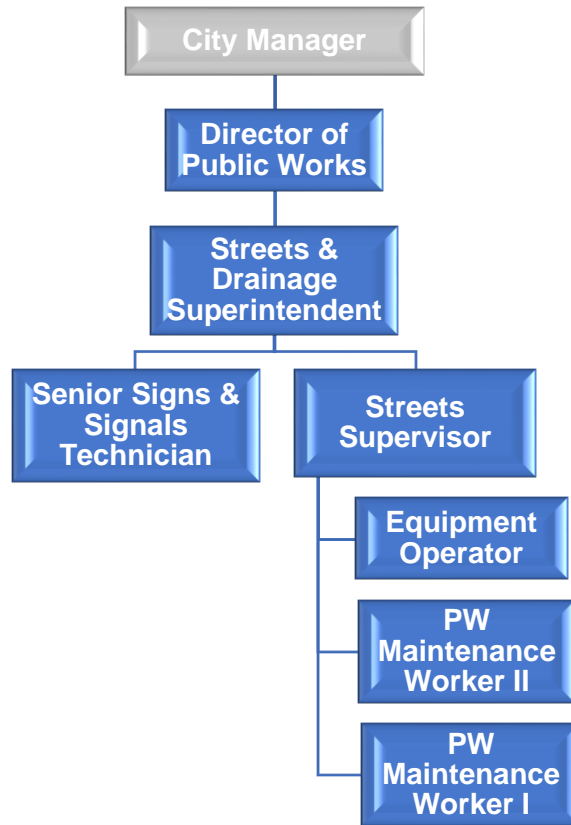 City Manager
Director of
Public Works
Streets &
Drainage
Superintendent
Senior Signs &
Signals
Technician
Streets
Supervisor
Equipment
Operator
PW
Maintenance
Worker II
PW
Maintenance
Worker I